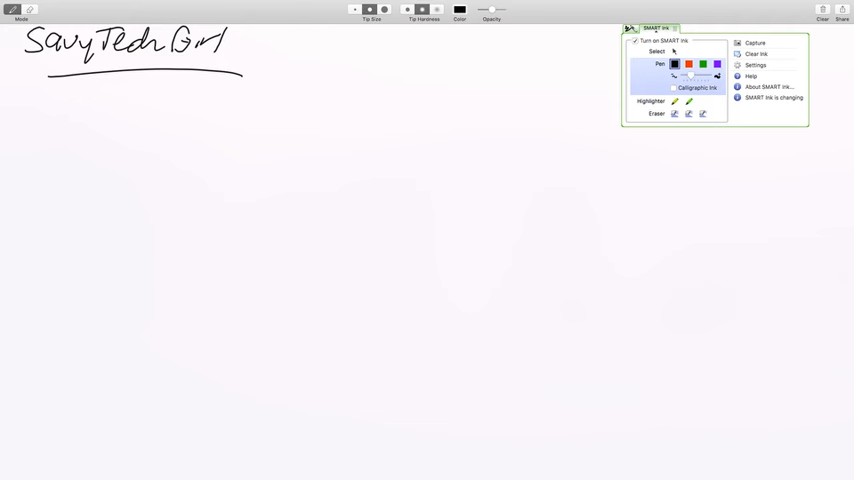 SavyTech Girl
SMART Ink
Turn on SMART Ink
Select
Pen
Calligraphic Ink
Highlighter
Eraser
Capture
Clear Ink
Settings
Help
About SMART Ink...
SMART Ink is changing
Mode
Tip Size
Tip Hardness
Color
Opacity
Clear
Share